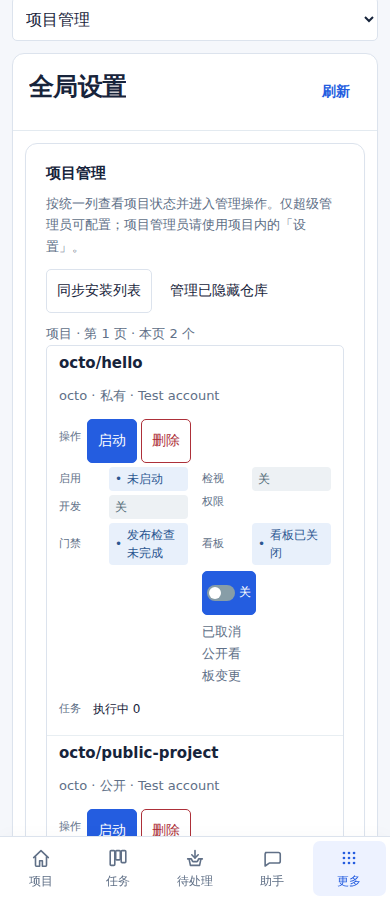 项目管理
全局设置
刷新
项目管理
按统一列查看项目状态并进入管理操作。仅超级管
理员可配置；项目管理员请使用项目内的「设
置」。
同步安装列表 管理已隐藏仓库
项目 · 第 1 页 · 本页 2 个
octo/hello
octo · 私有 · Test account
操作 启动 删除
启用 • 未启动 检视 关
权限
开发 关
门禁 • 发布检查
未完成
看板 • 看板已关
闭
关
已取消
公开看
板变更
任务 执行中 0
octo/public-project
octo · 公开 · Test account
操作 启动 删除
项目 任务 待处理 助手 更多